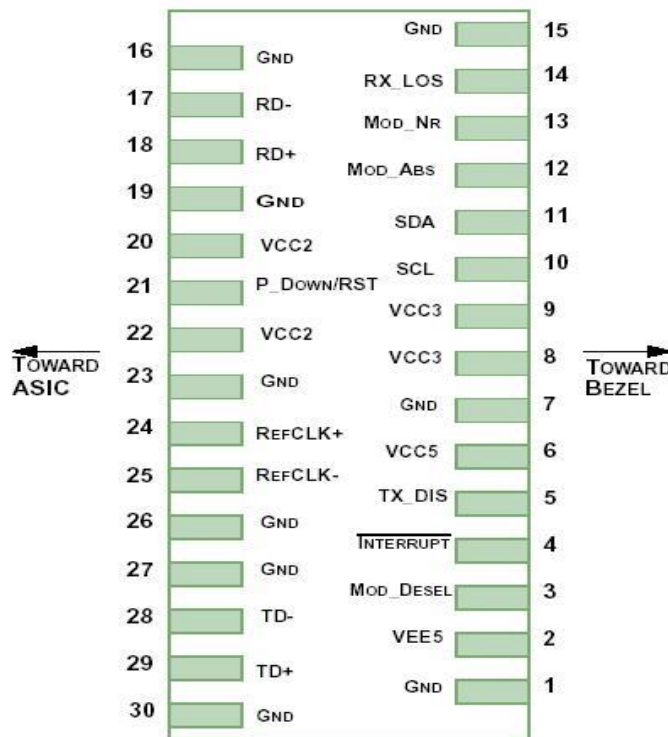 GND 15
16 GND
RX_LOS 14
17 RD-
MOD_NR 13
18 RD+
MOD_ABS 12
19 GND
SDA 11
20 VCC2
SCL 10
21 P_DOWN/RST
VCC3 9
22 VCC2
VCC3 8
TOWARD
ASIC
TOWARD
BEZEL
23 GND
GND 7
24 REFCLK+
VCC5 6
25 REFCLK-
TX_DIS 5
26 GND
INTERRUPT 4
27 GND
MOD_DESEL 3
28 TD-
VEE5 2
29 TD+
GND 1
30 GND